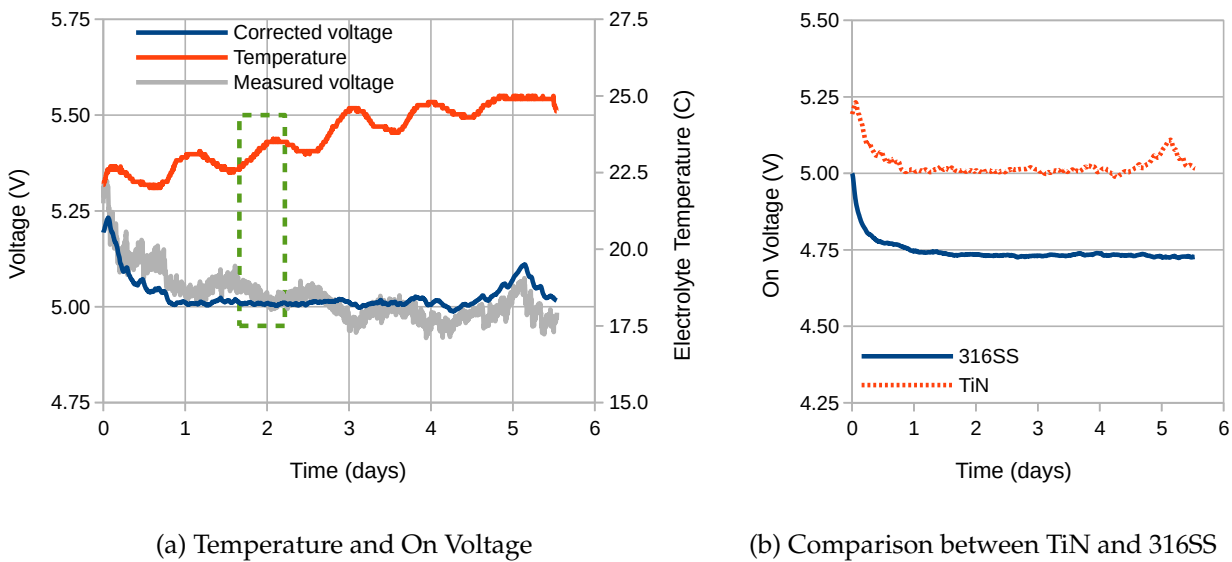 5.75
5.50
5.25
5.00
4.75
Voltage (V)
Corrected voltage
Temperature
Measured voltage
27.5
25.0
22.5
20.0
17.5
15.0
Electrolyte Temperature (C)
0 1 2 3 4 5 6
Time (days)
(a) Temperature and On Voltage
5.50
5.25
5.00
4.75
4.50
4.25
On Voltage (V)
316SS
TiN
0 1 2 3 4 5 6
Time (days)
(b) Comparison between TiN and 316SS